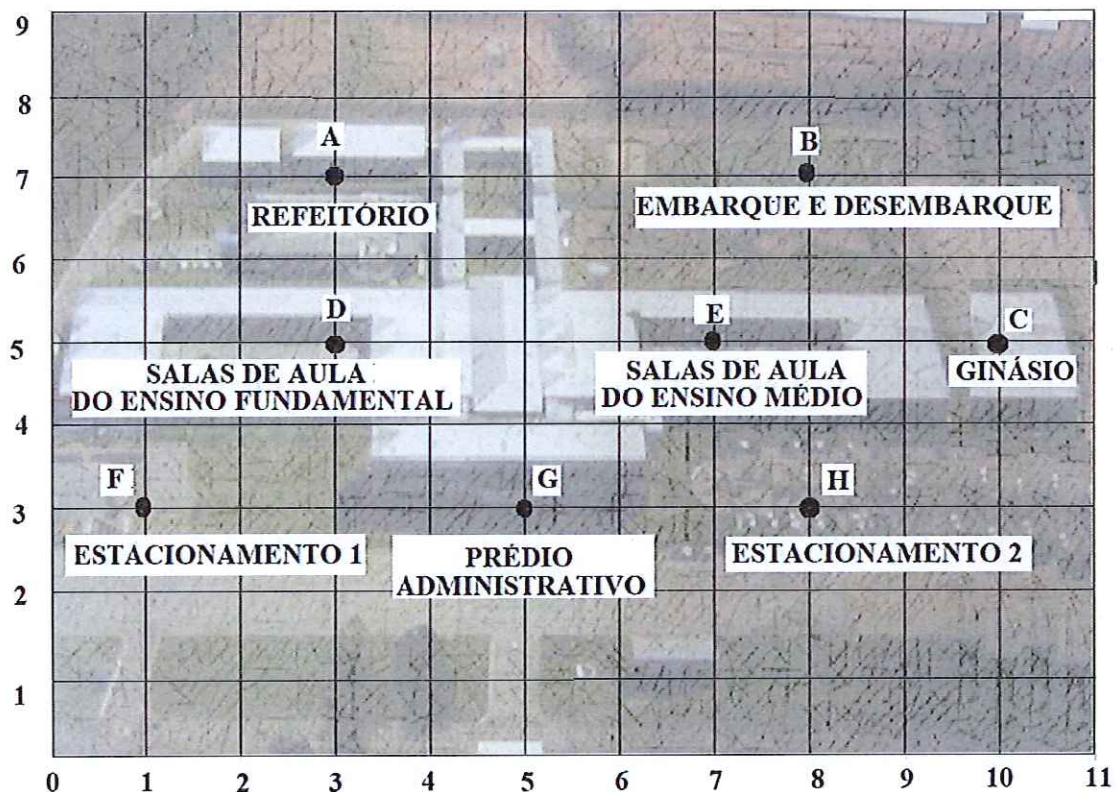 9
8
A
B
7
REFEITÓRIO
EMBARQUE E DESEMBARQUE
6
D
E
C
5
SALAS DE AULA
DO ENSINO FUNDAMENTAL
SALAS DE AULA
DO ENSINO MÉDIO
GINÁSIO
4
F
G
H
3
ESTACIONAMENTO 1
PRÉDIO
ADMINISTRATIVO
ESTACIONAMENTO 2
2
1
0 1 2 3 4 5 6 7 8 9 10 11